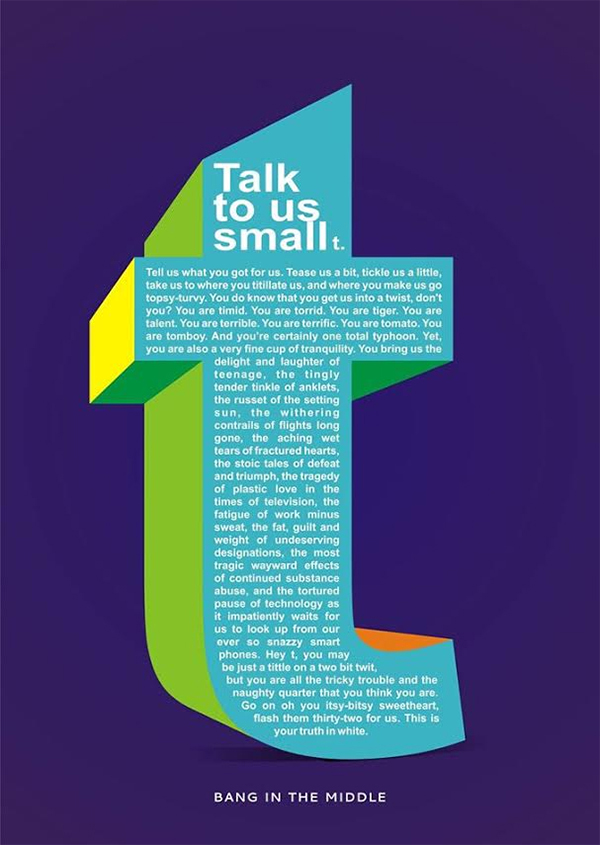 Talk
to us
small t.
Tell us what you got for us. Tease us a bit, tickle us a little,
take us to where you titillate us, and where you make us go
topsy-turvy. You do know that you get us into a twist, don't
you? You are timid. You are torrid. You are tiger. You are
talent. You are terrible. You are terrific. You are tomato. You
are tomboy. And you're certainly one total typhoon. Yet,
you are also a very fine cup of tranquility. You bring us the
delight and laughter of
teenage, the tingly
tender tinkle of anklets,
the russet of the setting
sun, the withering
contrails of flights long
gone, the aching wet
tears of fractured hearts,
the stoic tales of defeat
and triumph, the tragedy
of plastic love in the
times of television, the
fatigue of work minus
sweat, the fat, guilt and
weight of undeserving
designations, the most
tragic wayward effects
of continued substance
abuse, and the tortured
pause of technology as
it impatiently waits for
us to look up from our
ever so snazzy smart
phones. Hey t, you may
be just a tittle on a two bit twit,
but you are all the tricky trouble and the
naughty quarter that you think you are.
Go on oh you itsy-bitsy sweetheart,
flash them thirty-two for us. This is
your truth in white.
BANG IN THE MIDDLE